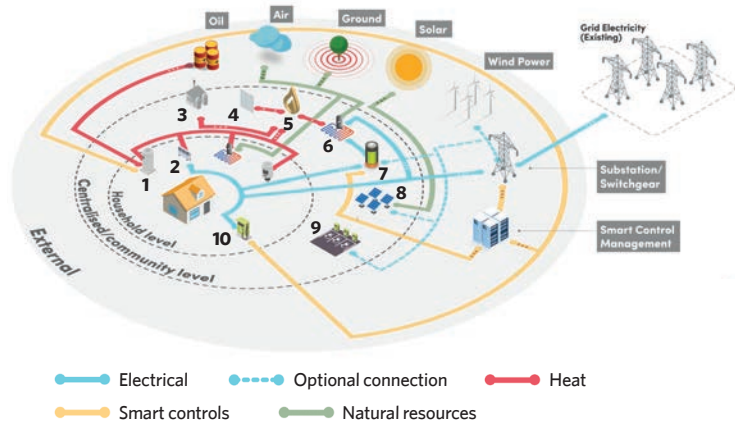 Oil
Air
Ground
Solar
Wind Power
Grid Electricity
(Existing)
3
4
5
6
1
2
7
8
9
10
Substation/
Switchgear
Smart Control
Management
Household level
Centralised/community level
External
Electrical
Optional connection
Heat
Smart controls
Natural resources